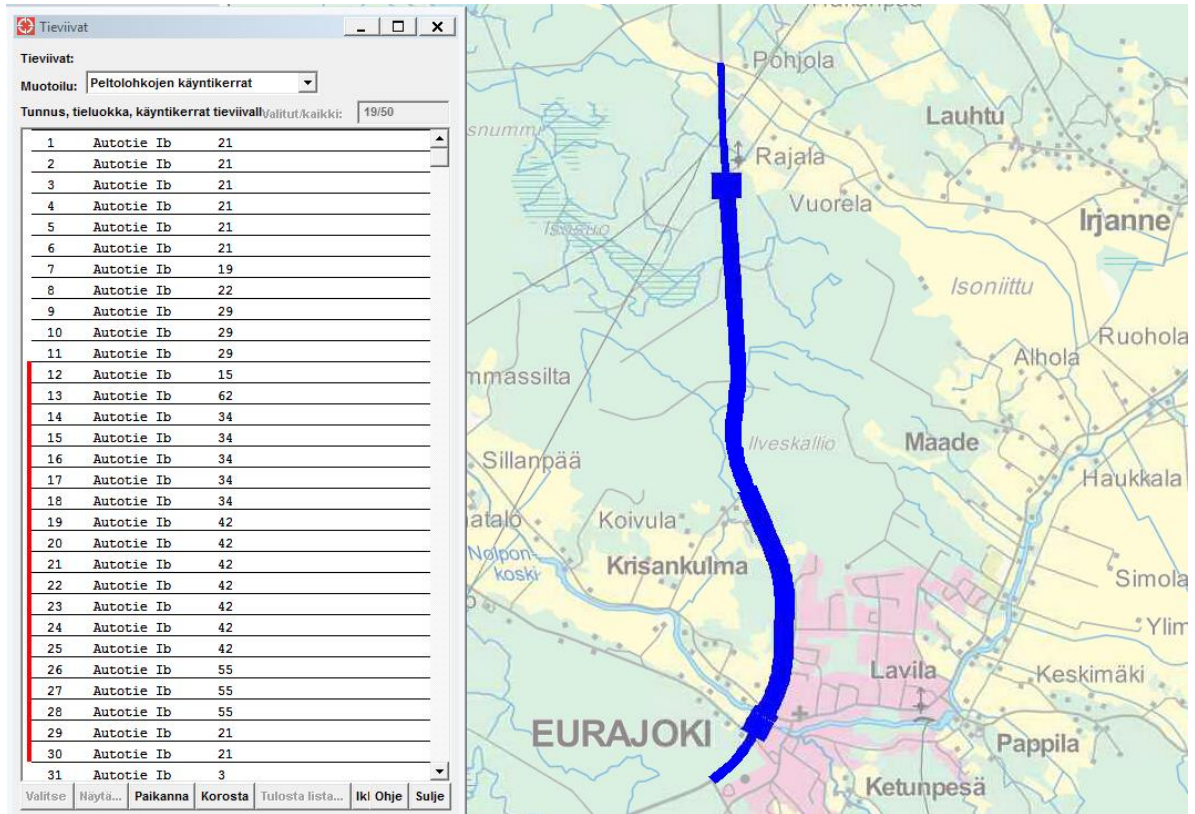 Tieviivat
Tieviivat:
Muotoilu: Peltolohkojen käyntikerrat
Tunnus, tieluokka, käyntikerrat tieviivall Valitut/kaikki: 19/50
1 Autotie Ib 21
2 Autotie Ib 21
3 Autotie Ib 21
4 Autotie Ib 21
5 Autotie Ib 21
6 Autotie Ib 21
7 Autotie Ib 19
8 Autotie Ib 22
9 Autotie Ib 29
10 Autotie Ib 29
11 Autotie Ib 29
12 Autotie Ib 15
13 Autotie Ib 62
14 Autotie Ib 34
15 Autotie Ib 34
16 Autotie Ib 34
17 Autotie Ib 34
18 Autotie Ib 34
19 Autotie Ib 42
20 Autotie Ib 42
21 Autotie Ib 42
22 Autotie Ib 42
23 Autotie Ib 42
24 Autotie Ib 42
25 Autotie Ib 42
26 Autotie Ib 55
27 Autotie Ib 55
28 Autotie Ib 55
29 Autotie Ib 21
30 Autotie Ib 21
31 Autotie Ib 3
Valitse Näytä... Paikanna Korosta Tulosta lista... Ikl Ohje Sulje
Pohjola
Lauhtu
snummi
Rajala
Vuorela
Irjanne
Isosuo
Isoniittu
Ruohola
Alhola
mmassilta
Ilveskallio
Maade
Sillanpää
Haukkala
atalo
Koivula
Nolpon-
koski
Krisankulma
Simola
Ylim
Lavila
Keskimäki
EURAJOKI
Pappila
Ketunpesä